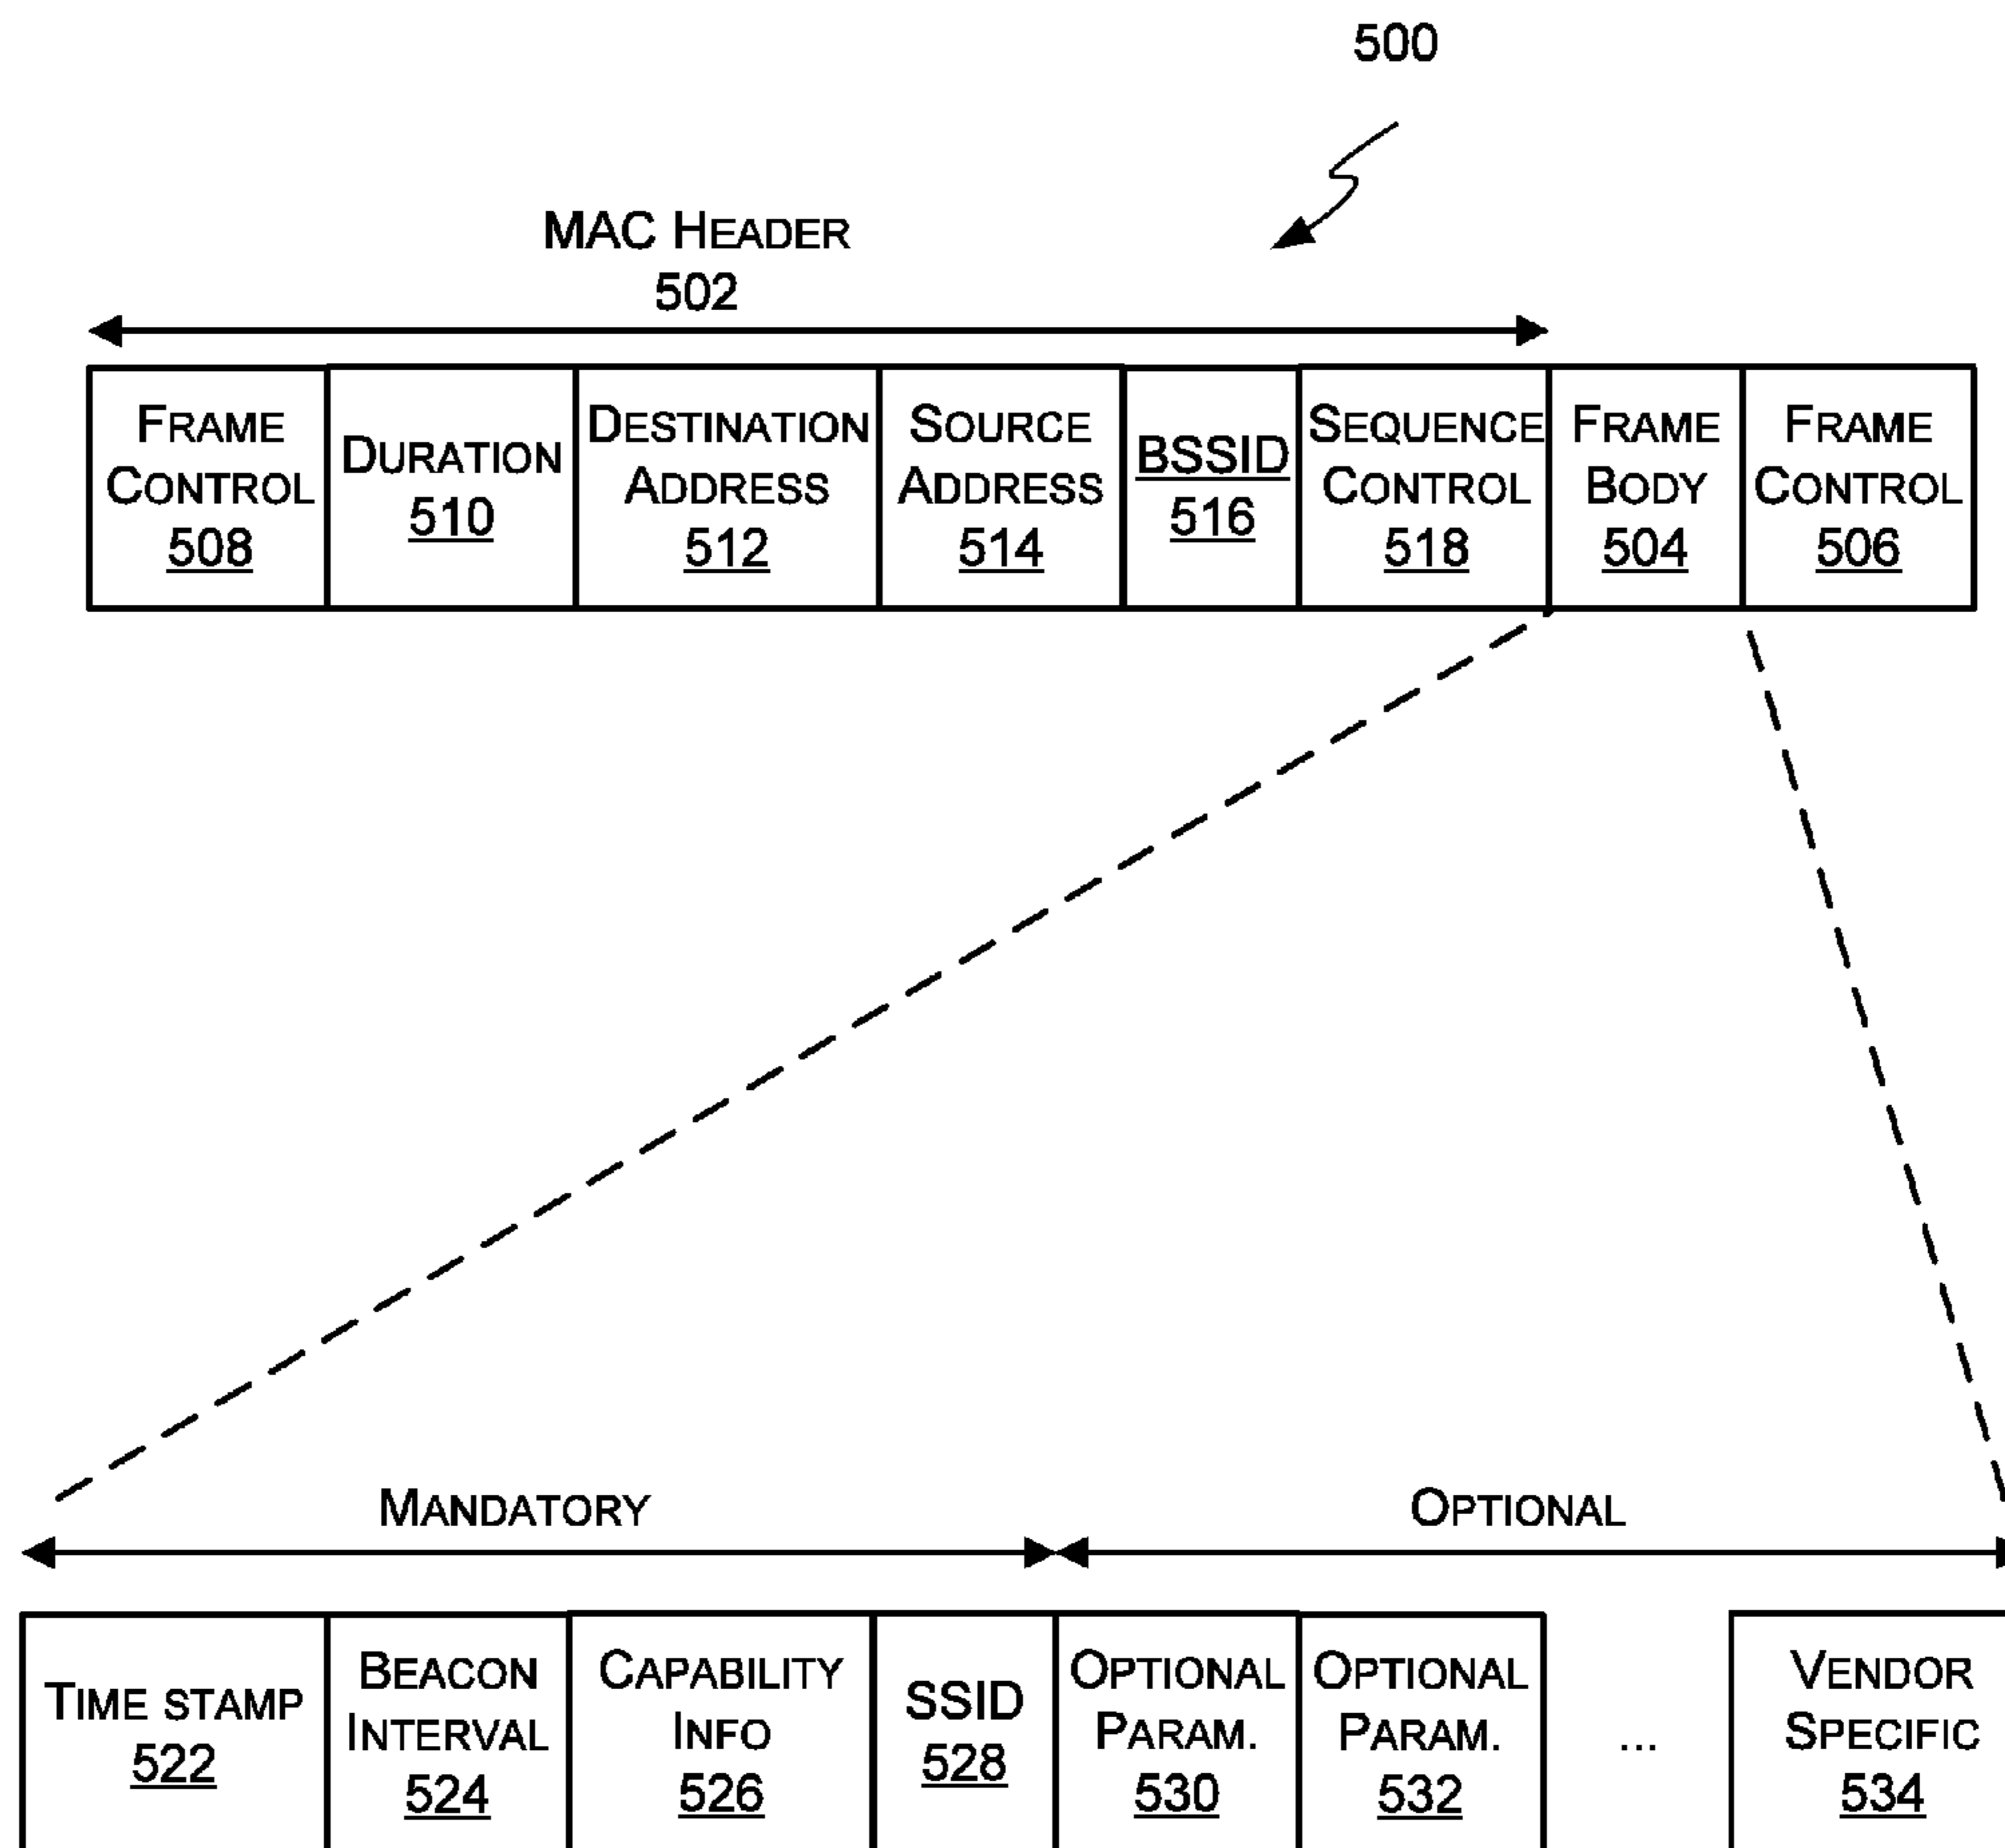 500
MAC HEADER
502
FRAME CONTROL 508
DURATION 510
DESTINATION ADDRESS 512
SOURCE ADDRESS 514
BSSID 516
SEQUENCE CONTROL 518
FRAME BODY 504
FRAME CONTROL 506
MANDATORY
OPTIONAL
TIME STAMP 522
BEACON INTERVAL 524
CAPABILITY INFO 526
SSID 528
OPTIONAL PARAM. 530
OPTIONAL PARAM. 532
...
VENDOR SPECIFIC 534